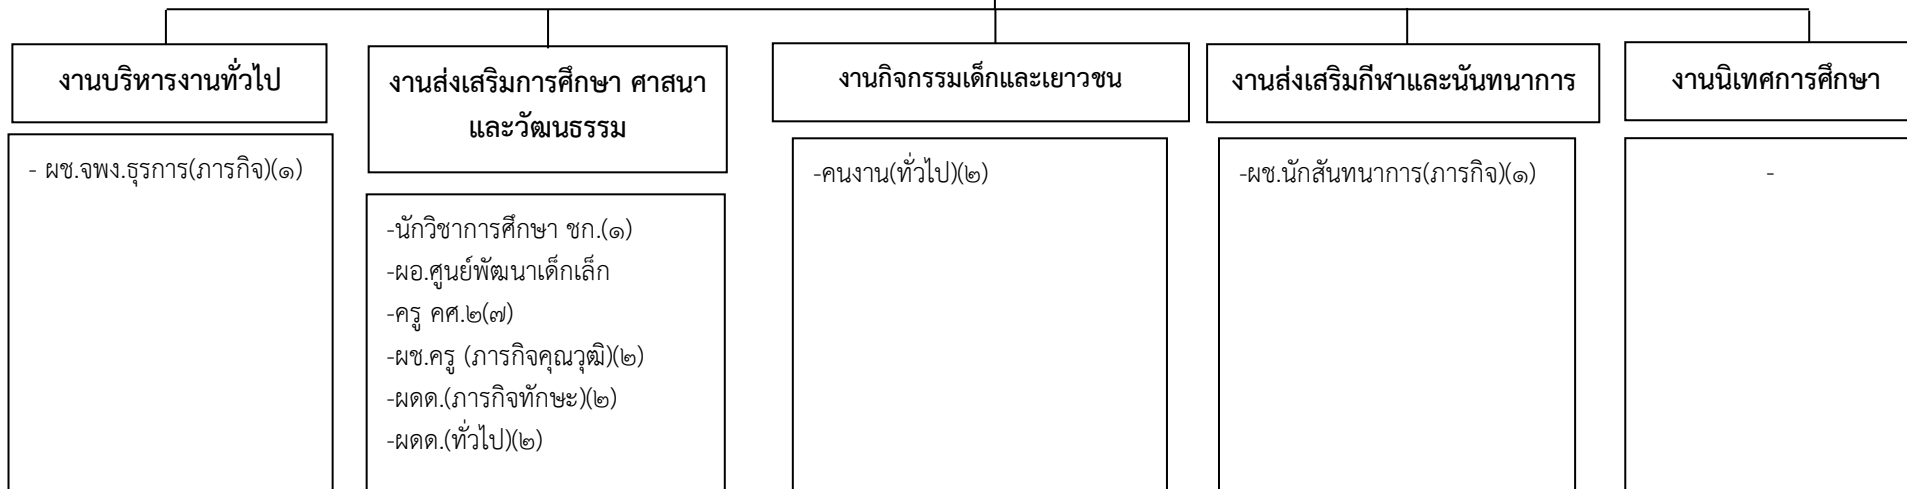 งานบริหารงานทั่วไป
- ผช.จพง.ธุรการ(ภารกิจ)(๑)
งานส่งเสริมการศึกษา ศาสนา
และวัฒนธรรม
-นักวิชาการศึกษา ชก.(๑)
-ผอ.ศูนย์พัฒนาเด็กเล็ก
-ครู คศ.๒(๗)
-ผช.ครู (ภารกิจคุณวุฒิ)(๒)
-ผดด.(ภารกิจทักษะ)(๒)
-ผดด.(ทั่วไป)(๒)
งานกิจกรรมเด็กและเยาวชน
-คนงาน(ทั่วไป)(๒)
งานส่งเสริมกีฬาและนันทนาการ
-ผช.นักสันทนาการ(ภารกิจ)(๑)
งานนิเทศการศึกษา
-